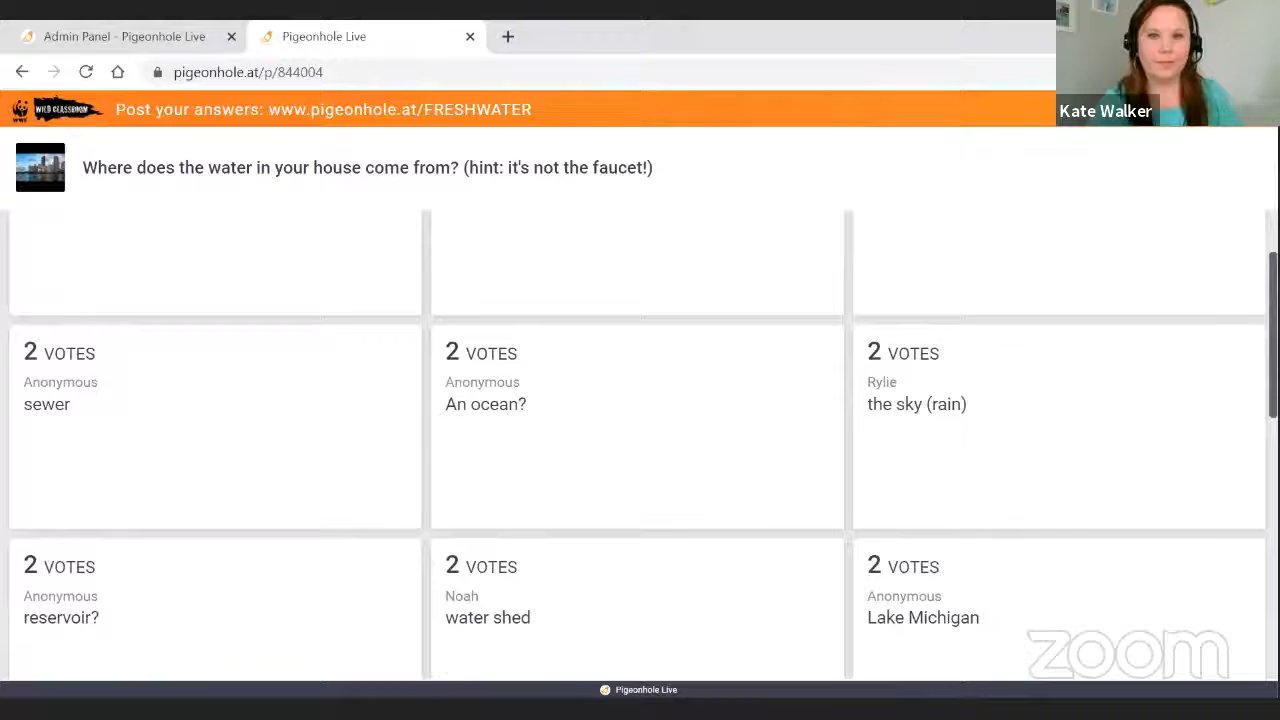 Admin Panel - Pigeonhole Live
Pigeonhole Live
pigeonhole.at/p/844004
WWF
WILD CLASSROOM
Post your answers: www.pigeonhole.at/FRESHWATER
Kate Walker
Where does the water in your house come from? (hint: it's not the faucet!)
2 VOTES
Anonymous
sewer
2 VOTES
Anonymous
An ocean?
2 VOTES
Rylie
the sky (rain)
2 VOTES
Anonymous
reservoir?
2 VOTES
Noah
water shed
2 VOTES
Anonymous
Lake Michigan
zoom
Pigeonhole Live